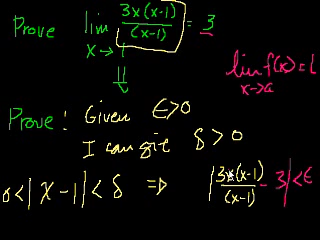 Prove lim 3x(x-1)/(x-1) = 3
x→1
lim f(x) = L
x→a
⇓
Prove: Given ϵ>0
I can give δ > 0
0<|x-1|<δ ⇒ |3x(x-1)/(x-1) - 3|<ϵ